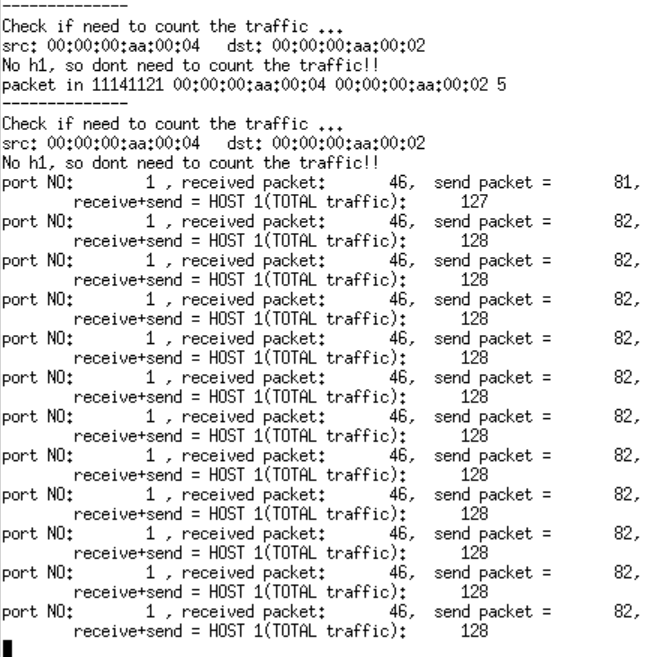 --------------
Check if need to count the traffic ...
src: 00:00:00:aa:00:04   dst: 00:00:00:aa:00:02
No h1, so dont need to count the traffic!!
packet in 11141121 00:00:00:aa:00:04 00:00:00:aa:00:02 5
--------------
Check if need to count the traffic ...
src: 00:00:00:aa:00:04   dst: 00:00:00:aa:00:02
No h1, so dont need to count the traffic!!
port NO:        1 , received packet:       46,  send packet =       81,
        receive+send = HOST 1(TOTAL traffic):      127
port NO:        1 , received packet:       46,  send packet =       82,
        receive+send = HOST 1(TOTAL traffic):      128
port NO:        1 , received packet:       46,  send packet =       82,
        receive+send = HOST 1(TOTAL traffic):      128
port NO:        1 , received packet:       46,  send packet =       82,
        receive+send = HOST 1(TOTAL traffic):      128
port NO:        1 , received packet:       46,  send packet =       82,
        receive+send = HOST 1(TOTAL traffic):      128
port NO:        1 , received packet:       46,  send packet =       82,
        receive+send = HOST 1(TOTAL traffic):      128
port NO:        1 , received packet:       46,  send packet =       82,
        receive+send = HOST 1(TOTAL traffic):      128
port NO:        1 , received packet:       46,  send packet =       82,
        receive+send = HOST 1(TOTAL traffic):      128
port NO:        1 , received packet:       46,  send packet =       82,
        receive+send = HOST 1(TOTAL traffic):      128
port NO:        1 , received packet:       46,  send packet =       82,
        receive+send = HOST 1(TOTAL traffic):      128
port NO:        1 , received packet:       46,  send packet =       82,
        receive+send = HOST 1(TOTAL traffic):      128
port NO:        1 , received packet:       46,  send packet =       82,
        receive+send = HOST 1(TOTAL traffic):      128